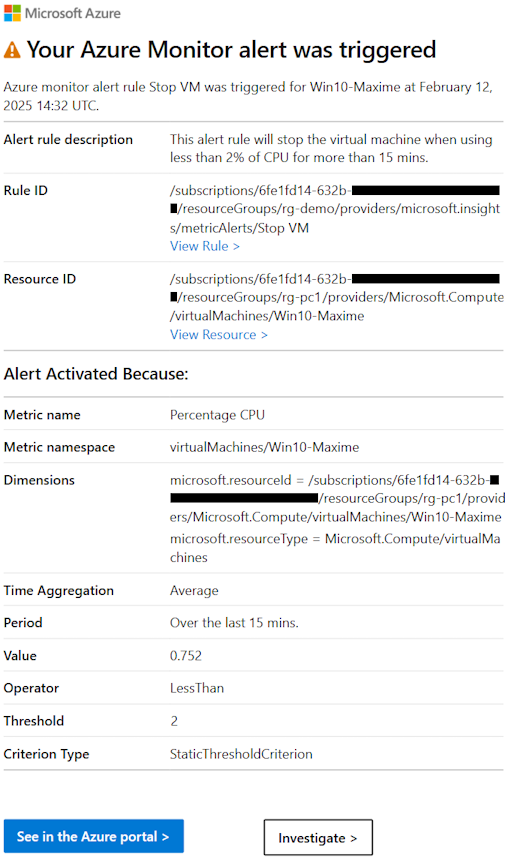 Microsoft Azure
Your Azure Monitor alert was triggered
Azure monitor alert rule Stop VM was triggered for Win10-Maxime at February 12,
2025 14:32 UTC.
Alert rule description
This alert rule will stop the virtual machine when using
less than 2% of CPU for more than 15 mins.
Rule ID
/subscriptions/6fe1fd14-632b-
/resourceGroups/rg-demo/providers/microsoft.insight
s/metricAlerts/Stop VM
View Rule >
Resource ID
/subscriptions/6fe1fd14-632b-
/resourceGroups/rg-pc1/providers/Microsoft.Compute
/virtualMachines/Win10-Maxime
View Resource >
Alert Activated Because:
Metric name
Percentage CPU
Metric namespace
virtualMachines/Win10-Maxime
Dimensions
microsoft.resourceId = /subscriptions/6fe1fd14-632b-
/resourceGroups/rg-pc1/provid
ers/Microsoft.Compute/virtualMachines/Win10-Maxime
microsoft.resourceType = Microsoft.Compute/virtualMa
chines
Time Aggregation
Average
Period
Over the last 15 mins.
Value
0.752
Operator
LessThan
Threshold
2
Criterion Type
StaticThresholdCriterion
See in the Azure portal >
Investigate >